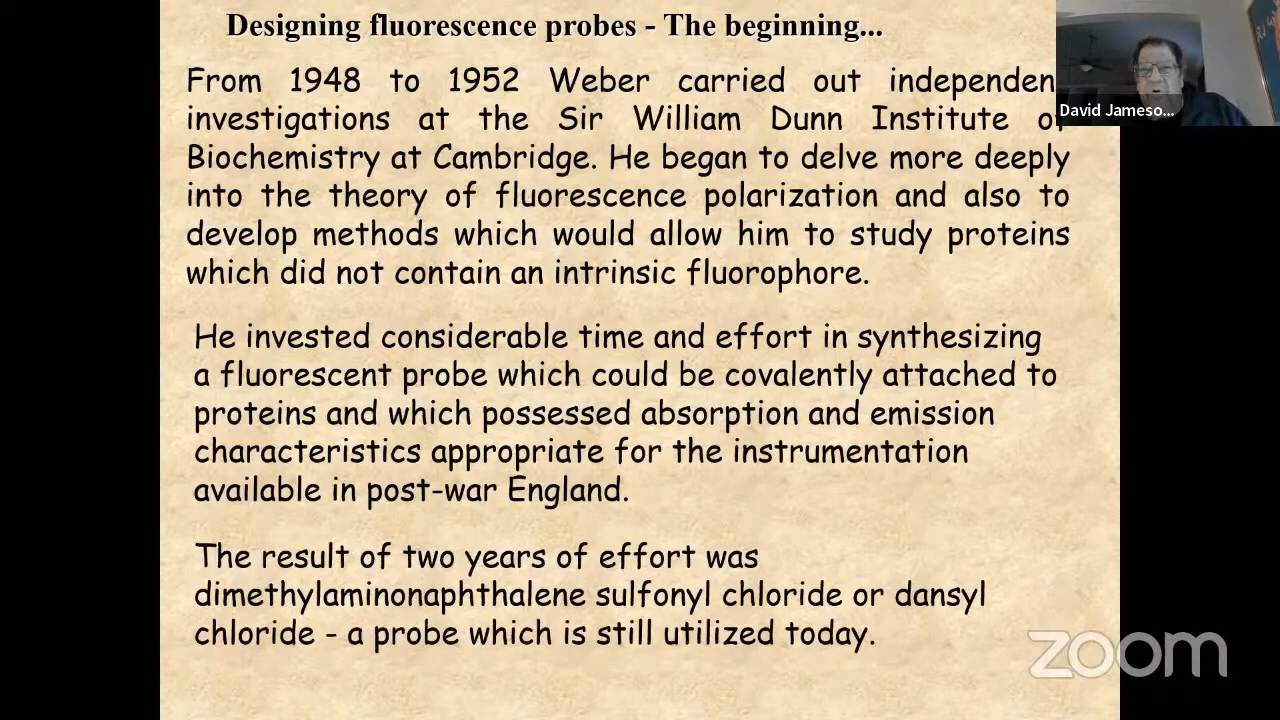 Designing fluorescence probes - The beginning...
From 1948 to 1952 Weber carried out independen
investigations at the Sir William Dunn Institute of
Biochemistry at Cambridge. He began to delve more deeply
into the theory of fluorescence polarization and also to
develop methods which would allow him to study proteins
which did not contain an intrinsic fluorophore.
He invested considerable time and effort in synthesizing
a fluorescent probe which could be covalently attached to
proteins and which possessed absorption and emission
characteristics appropriate for the instrumentation
available in post-war England.
The result of two years of effort was
dimethylaminonaphthalene sulfonyl chloride or dansyl
chloride - a probe which is still utilized today.
David Jameso...
zoom